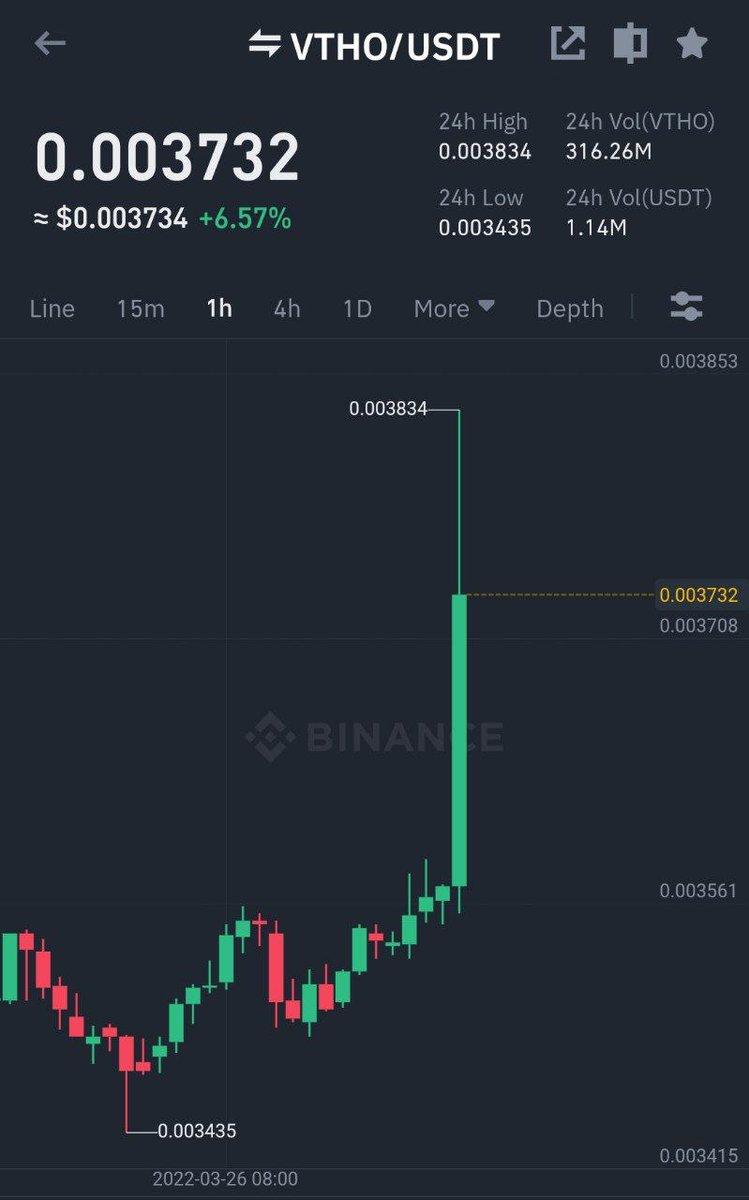 VTHO/USDT
0.003732
≈ $0.003734 +6.57%
24h High
0.003834
24h Vol(VTHO)
316.26M
24h Low
0.003435
24h Vol(USDT)
1.14M
Line 15m 1h 4h 1D More Depth
0.003853
0.003834
0.003732
0.003708
BINANCE
0.003561
0.003435
0.003415
2022-03-26 08:00